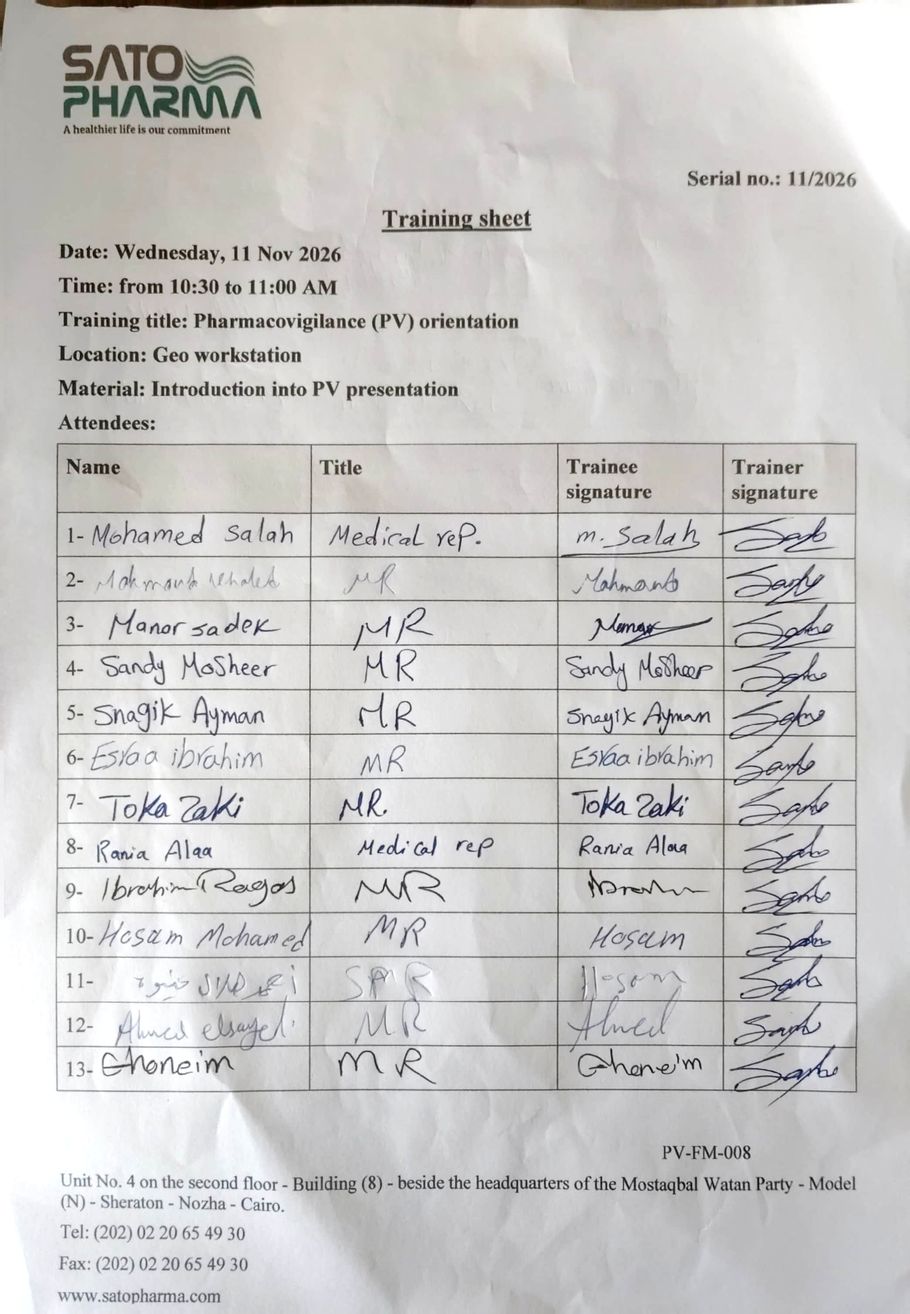 SATO
PHARMA
A healthier life is our commitment
Serial no.: 11/2026
Training sheet
Date: Wednesday, 11 Nov 2026
Time: from 10:30 to 11:00 AM
Training title: Pharmacovigilance (PV) orientation
Location: Geo workstation
Material: Introduction into PV presentation
Attendees:
Name Title Trainee signature Trainer signature
1- Mohamed Salah Medical rep. m. Salah
2- MR
3- Manor sadek MR
4- Sandy MoSheer MR Sandy MoSheer
5- Snagik Ayman MR Snagik Ayman
6- Esraa ibrahim MR Esraa ibrahim
7- Toka Zaki MR. Toka Zaki
8- Rania Alaa Medical rep Rania Alaa
9- Ibrahim Ragos MR
10- Hosam Mohamed MR Hosam
11-
12- Ahmed elsayed MR Ahmed
13- Ghoneim MR Ghoneim
PV-FM-008
Unit No. 4 on the second floor - Building (8) - beside the headquarters of the Mostaqbal Watan Party - Model
(N) - Sheraton - Nozha - Cairo.
Tel: (202) 02 20 65 49 30
Fax: (202) 02 20 65 49 30
www.satopharma.com